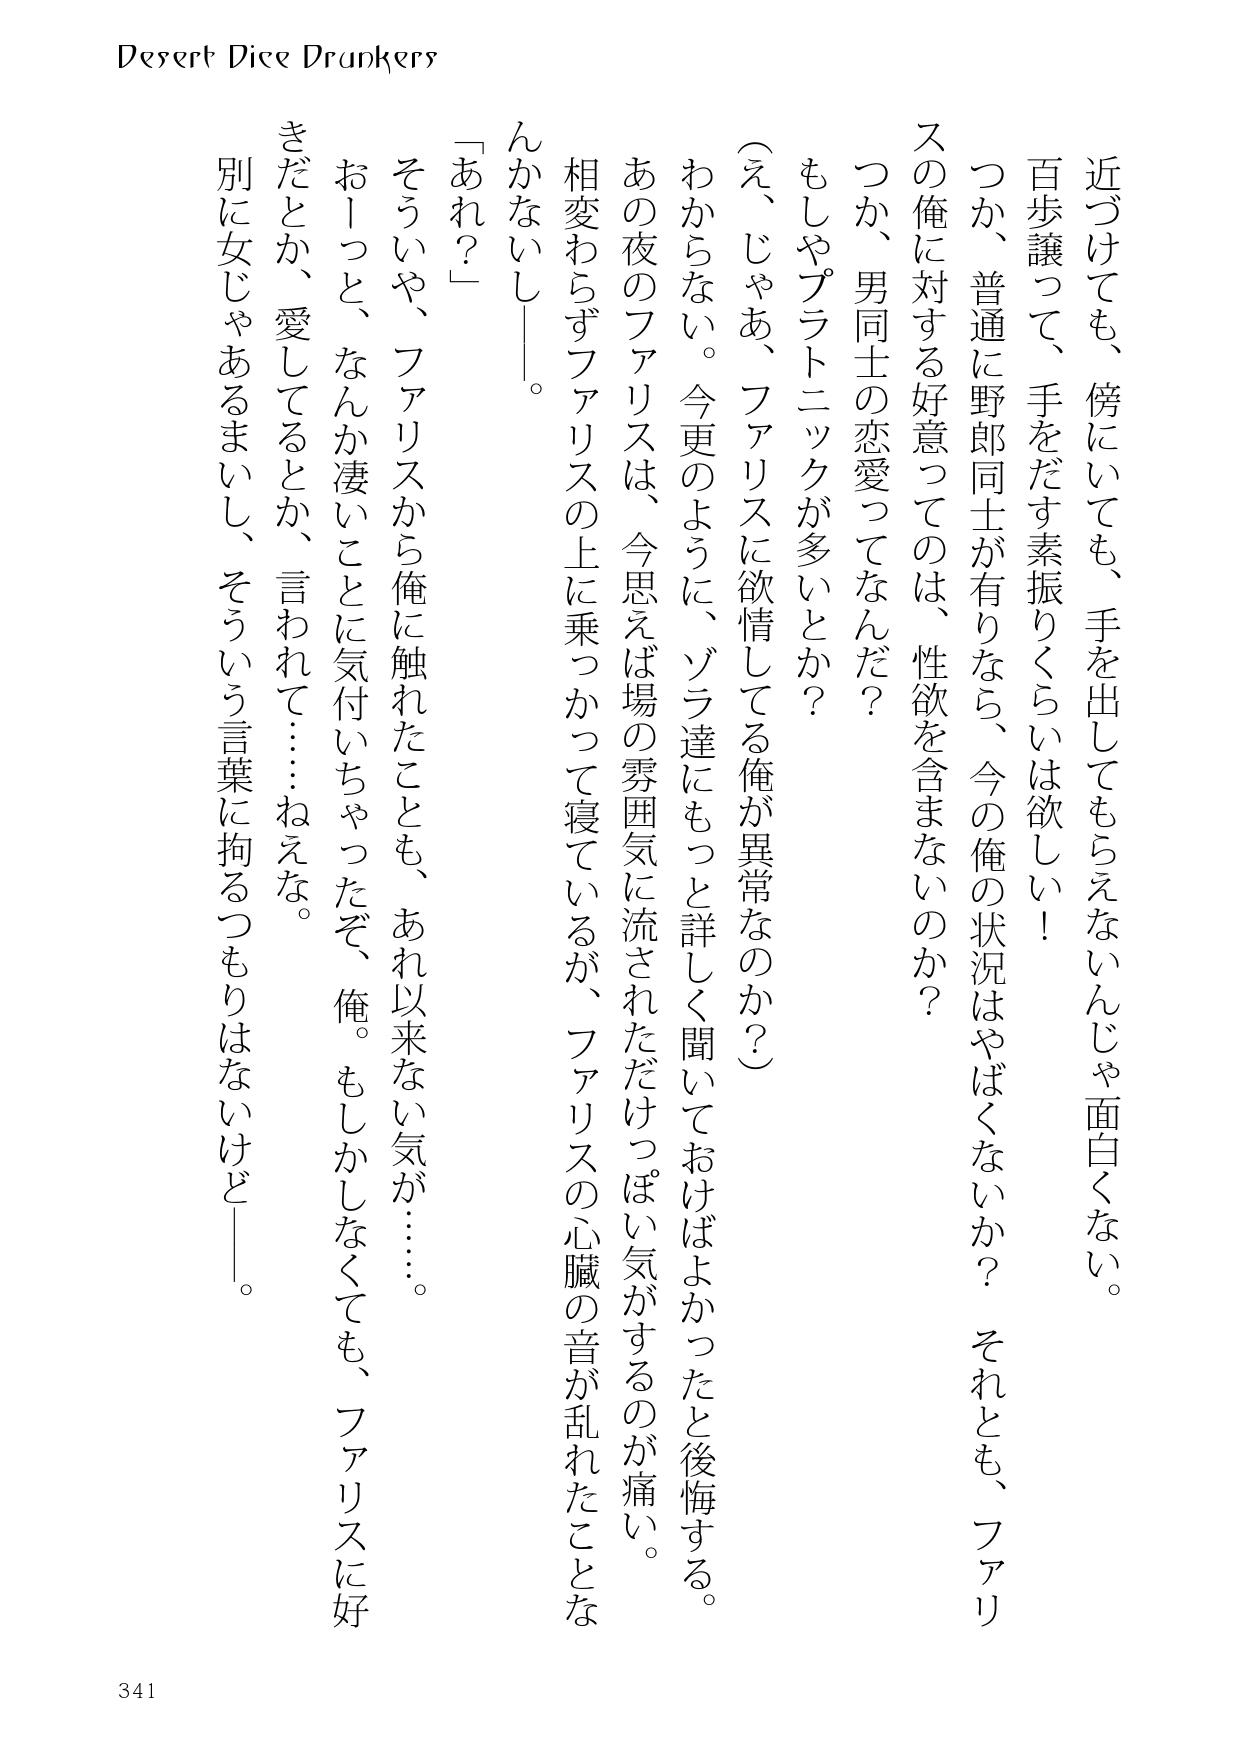 Desert Dice Drunkers
　近づけても、傍にいても、手を出してもらえないんじゃ面白くない。
　百歩譲って、手をだす素振りくらいは欲しい！
　つか、普通に野郎同士が有りなら、今の俺の状況はやばくないか？　それとも、ファリ
スの俺に対する好意ってのは、性欲を含まないのか？
　つか、男同士の恋愛ってなんだ？
　もしやプラトニックが多いとか？
（え、じゃあ、ファリスに欲情してる俺が異常なのか？）
　わからない。今更のように、ゾラ達にもっと詳しく聞いておけばよかったと後悔する。
　あの夜のファリスは、今思えば場の雰囲気に流されただけっぽい気がするのが痛い。
　相変わらずファリスの上に乗っかって寝ているが、ファリスの心臓の音が乱れたことな
んかないし――。
「あれ？」
　そういや、ファリスから俺に触れたことも、あれ以来ない気が……。
　おーっと、なんか凄いことに気付いちゃったぞ、俺。もしかしなくても、ファリスに好
きだとか、愛してるとか、言われて……ねえな。
　別に女じゃあるまいし、そういう言葉に拘るつもりはないけど――。
341